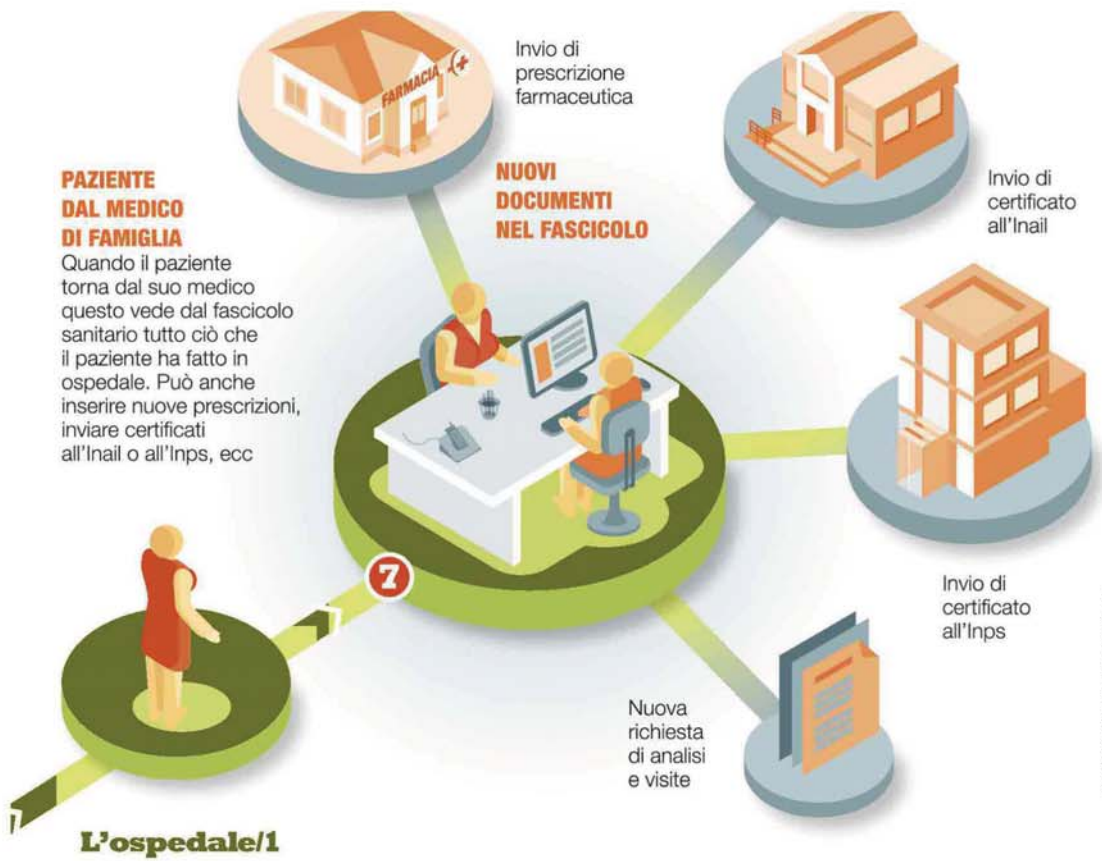 Invio di
prescrizione
farmaceutica
FARMACIA
PAZIENTE
DAL MEDICO
DI FAMIGLIA
Quando il paziente
torna dal suo medico
questo vede dal fascicolo
sanitario tutto ciò che
il paziente ha fatto in
ospedale. Può anche
inserire nuove prescrizioni,
inviare certificati
all'Inail o all'Inps, ecc
NUOVI
DOCUMENTI
NEL FASCICOLO
Invio di
certificato
all'Inail
Invio di
certificato
all'Inps
7
Nuova
richiesta
di analisi
e visite
L'ospedale/1